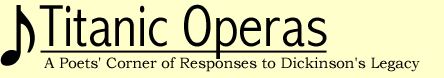 Titanic Operas
A Poets' Corner of Responses to Dickinson's Legacy